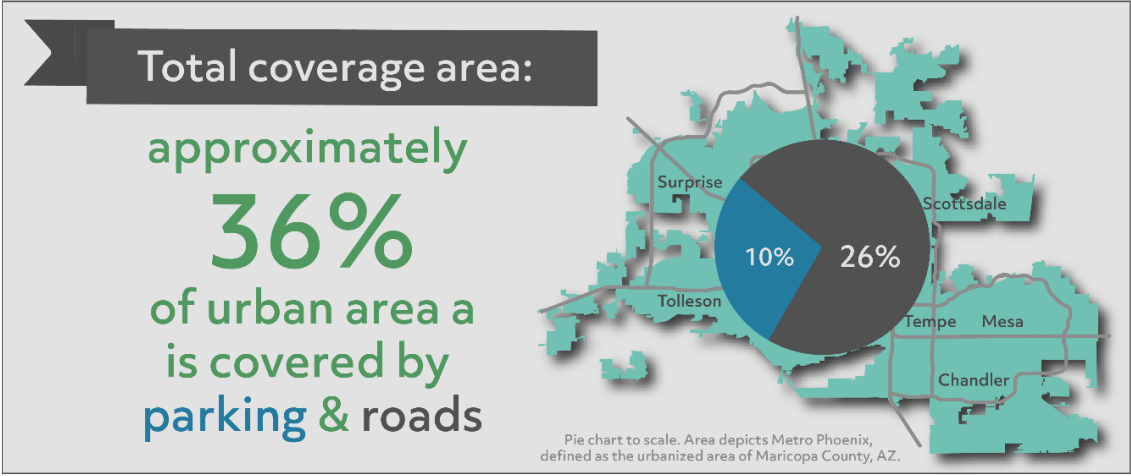 Total coverage area:
approximately
36%
of urban area a
is covered by
parking & roads
Surprise
Scottsdale
10%
26%
Tolleson
Tempe
Mesa
Chandler
Pie chart to scale. Area depicts Metro Phoenix,
defined as the urbanized area of Maricopa County, AZ.